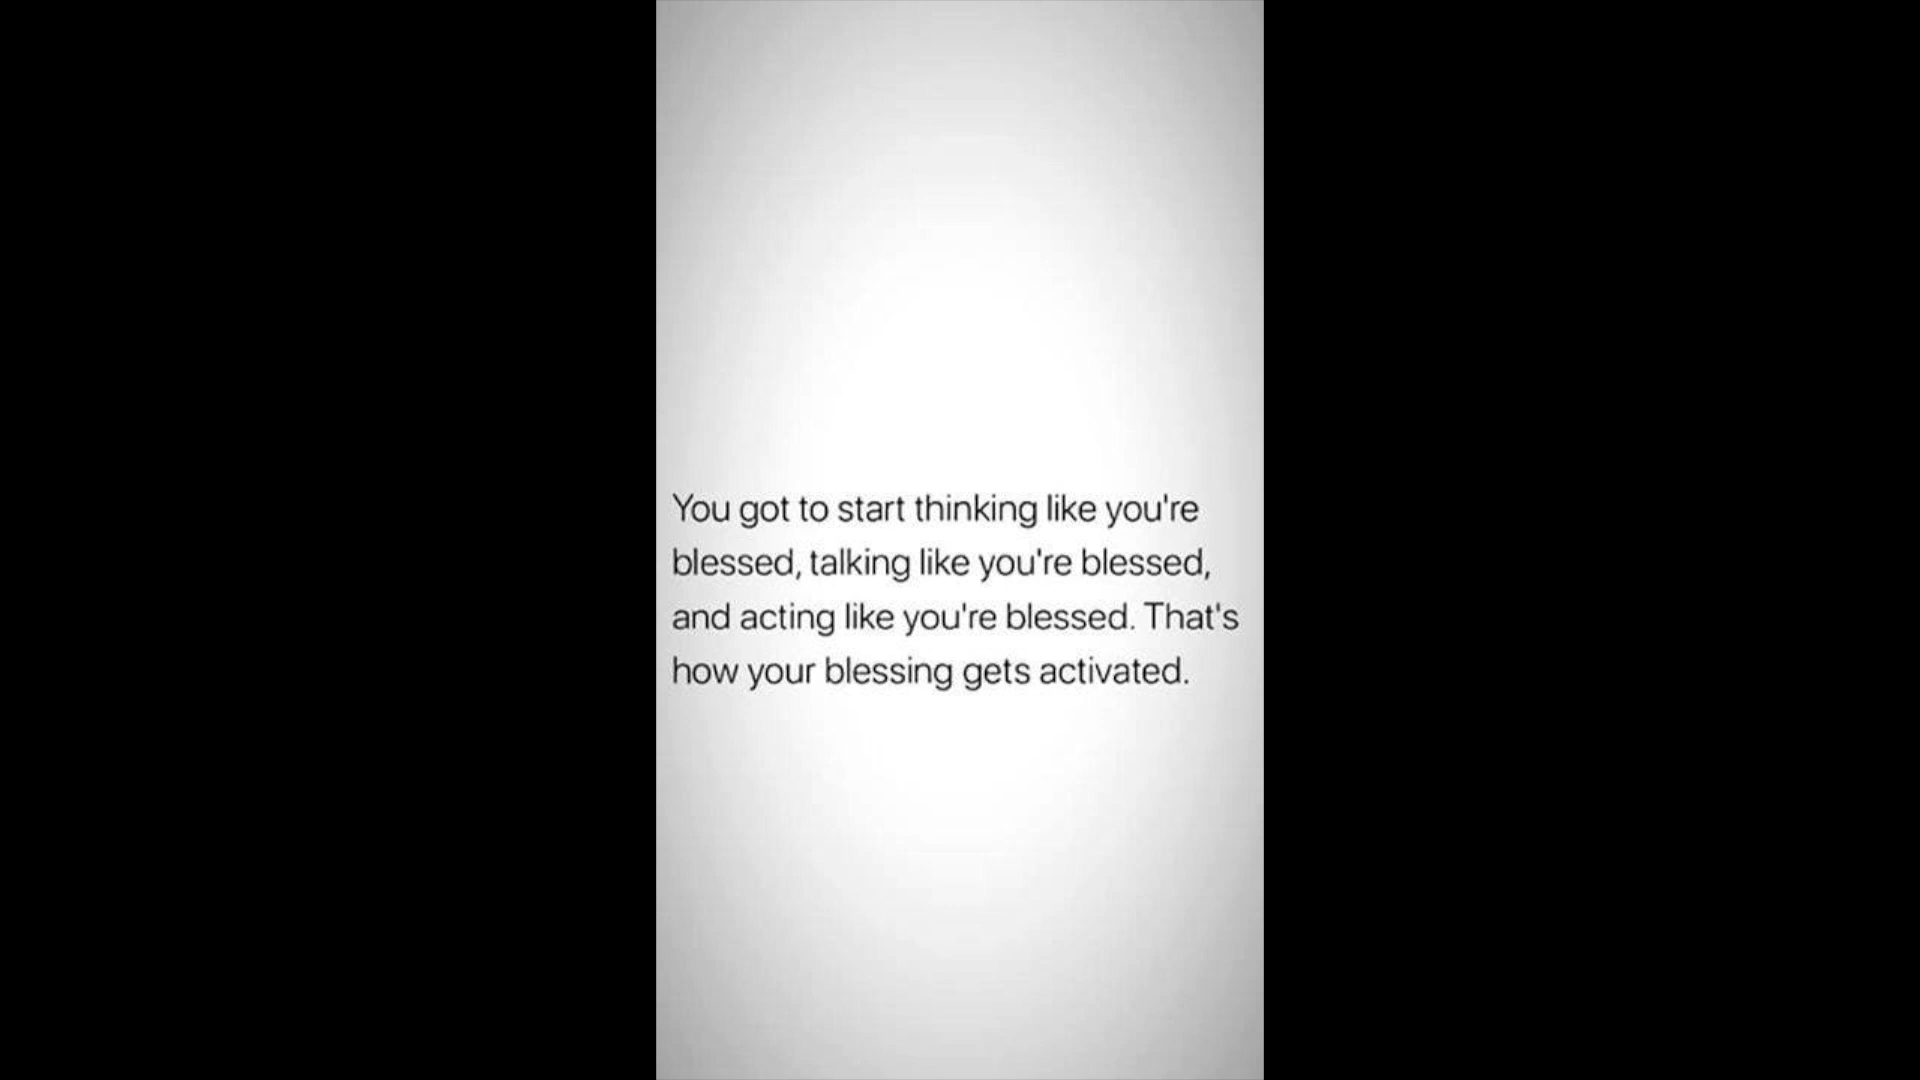 You got to start thinking like you're
blessed, talking like you're blessed,
and acting like you're blessed. That's
how your blessing gets activated.